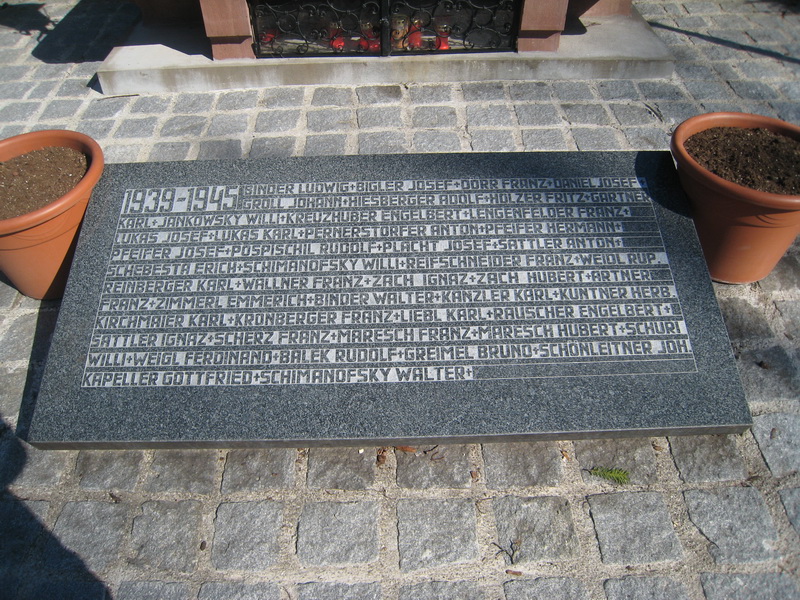 1939-1945 BINDER LUDWIG+BIGLER JOSEF+DÖRR FRANZ+DANIEL JOSEF+
GROLL JOHANN+HIESBERGER ADOLF+HOLZER FRITZ+GÄRTNER
KARL+JANKOWSKY WILLI+KREUZHUBER ENGELBERT+LENGENFELDER FRANZ+
LUKAS JOSEF+LUKAS KARL+PERNERSTORFER ANTON+PFEIFER HERMANN+
PFEIFER JOSEF+POSPISCHIL RUDOLF+PLACHT JOSEF+SATTLER ANTON+
SCHEBESTA ERICH+SCHIMANOFSKY WILLI+REIFSCHNEIDER FRANZ+WEIDL RUP.
REINBERGER KARL+WALLNER FRANZ+ZACH IGNAZ+ZACH HUBERT+ARTNER
FRANZ+ZIMMERL EMMERICH+BINDER WALTER+KANZLER KARL+KUNTNER HERB.
KIRCHMAIER KARL+KRONBERGER FRANZ+LIEBL KARL+RAUSCHER ENGELBERT+
SATTLER IGNAZ+SCHERZ FRANZ+MARESCH FRANZ+MARESCH HUBERT+SCHÜRL
WILLI+WEIGL FERDINAND+BALEK RUDOLF+GREIMEL BRUNO+SCHÖNLEITNER JOH
KAPELLER GOTTFRIED+SCHIMANOFSKY WALTER+